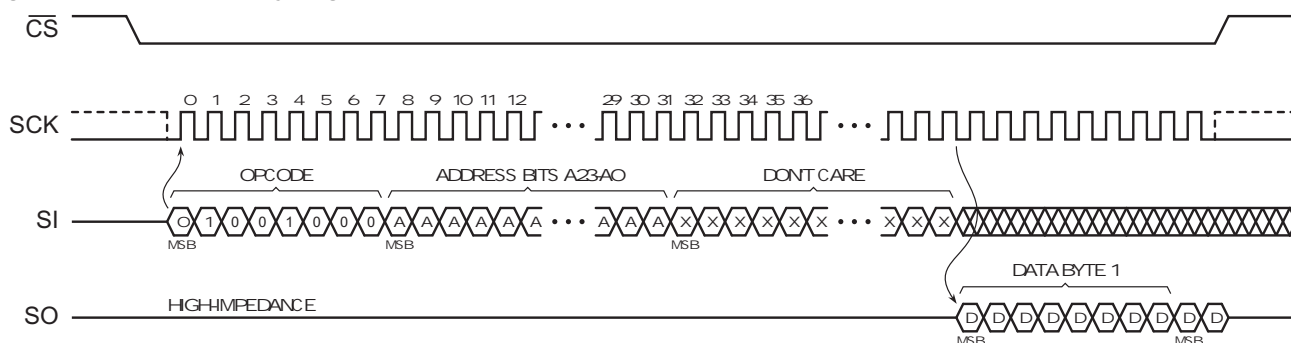 CS
SCK
0 1 2 3 4 5 6 7 8 9 10 11 12 29 30 31 32 33 34 35 36
OPCODE ADDRESS BITS A23-A0 DON'T CARE
SI
0 1 0 0 1 0 0 0 A A A A A A A A A X X X X X X X X X
MSB MSB MSB
DATA BYTE 1
SO
HIGH-IMPEDANCE
D D D D D D D D D D
MSB MSB